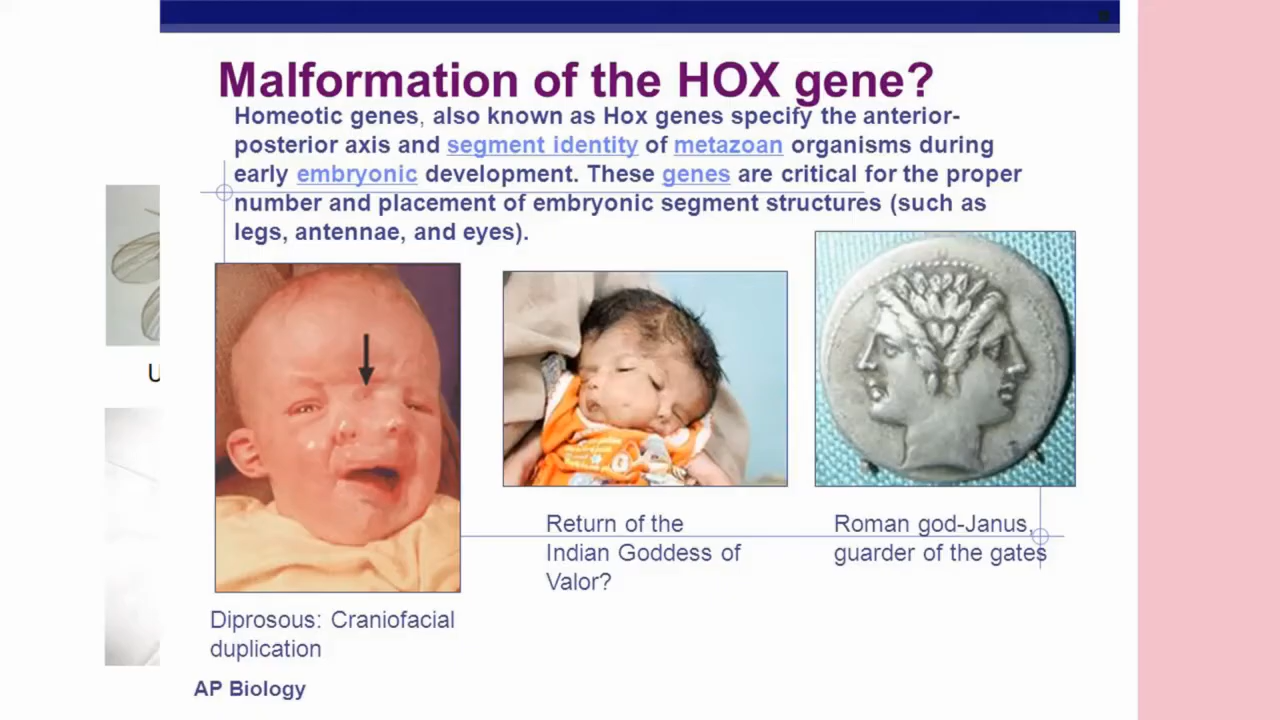 Malformation of the HOX gene?
Homeotic genes, also known as Hox genes specify the anterior-
posterior axis and segment identity of metazoan organisms during
early embryonic development. These genes are critical for the proper
number and placement of embryonic segment structures (such as
legs, antennae, and eyes).
U
Return of the
Indian Goddess of
Valor?
Roman god-Janus,
guarder of the gates
Diprosous: Craniofacial
duplication
AP Biology